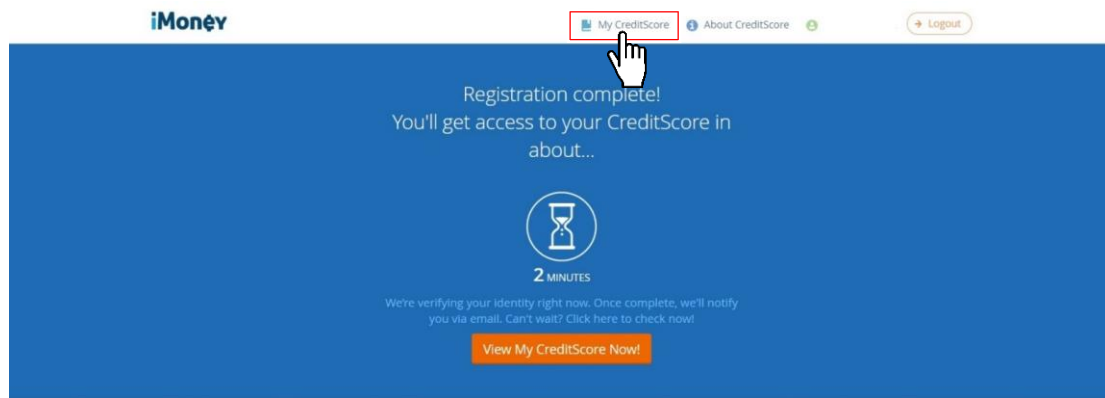 iMoney
My CreditScore
About CreditScore
Logout
Registration complete!
You'll get access to your CreditScore in
about...
2 MINUTES
We're verifying your identity right now. Once complete, we'll notify
you via email. Can't wait? Click here to check now!
View My CreditScore Now!